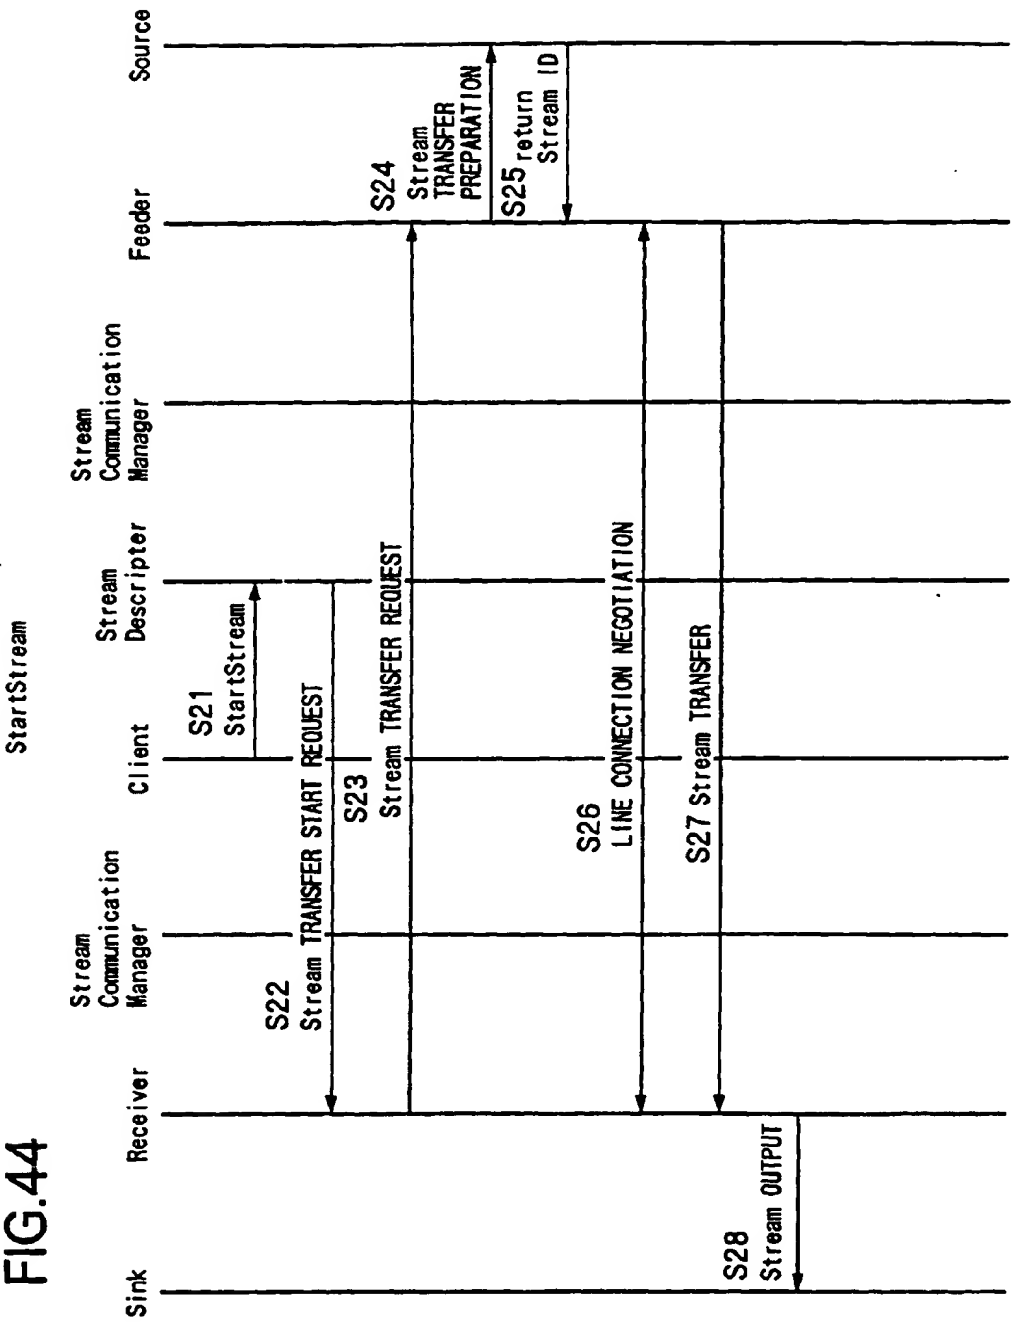 FIG.44
StartStream
Sink
Receiver
Stream
Communication
Manager
Client
Stream
Descripter
Stream
Communication
Manager
Feeder
Source
S21
StartStream
S22
Stream TRANSFER START REQUEST
S23
Stream TRANSFER REQUEST
S24
Stream
TRANSFER
PREPARATION
S25 return
Stream ID
S26
LINE CONNECTION NEGOTIATION
S27 Stream TRANSFER
S28
Stream OUTPUT